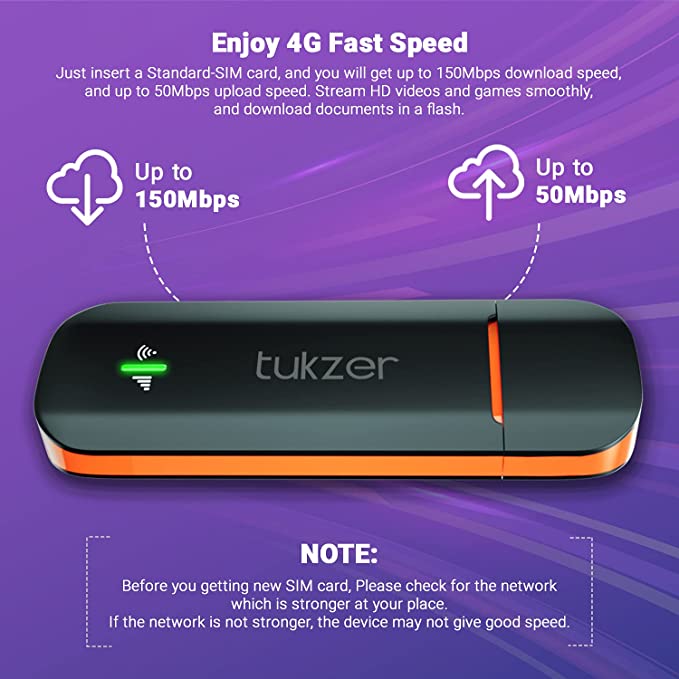 Enjoy 4G Fast Speed
Just insert a Standard-SIM card, and you will get up to 150Mbps download speed,
and up to 50Mbps upload speed. Stream HD videos and games smoothly,
and download documents in a flash.
Up to
150Mbps
Up to
50Mbps
tukzer
NOTE:
Before you getting new SIM card, Please check for the network
which is stronger at your place.
If the network is not stronger, the device may not give good speed.